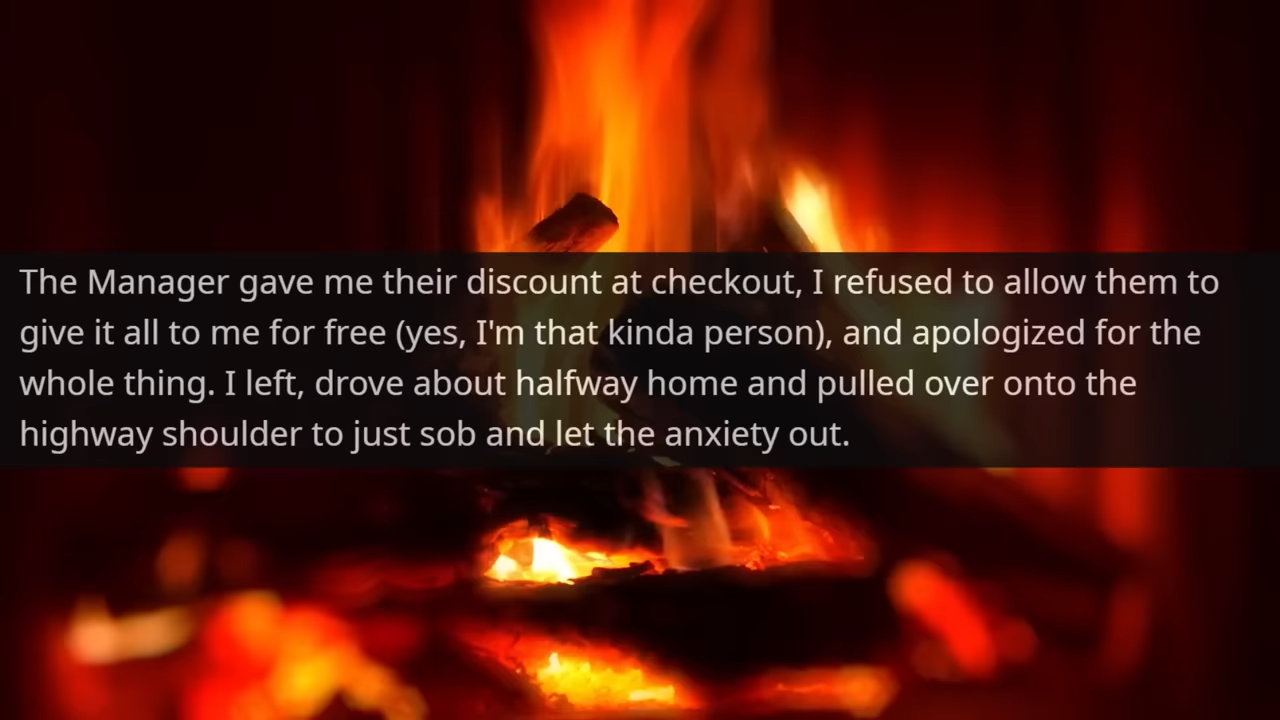 The Manager gave me their discount at checkout, I refused to allow them to
give it all to me for free (yes, I'm that kinda person), and apologized for the
whole thing. I left, drove about halfway home and pulled over onto the
highway shoulder to just sob and let the anxiety out.